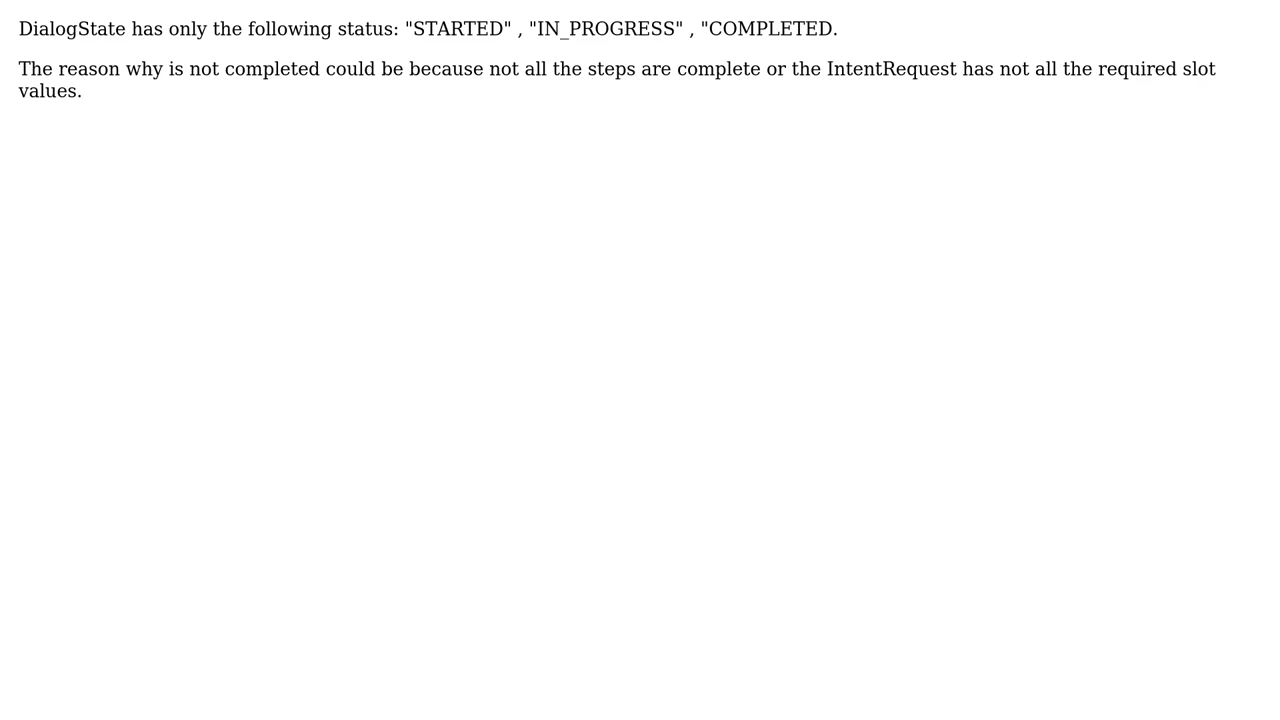 DialogState has only the following status: "STARTED" , "IN_PROGRESS" , "COMPLETED.
The reason why is not completed could be because not all the steps are complete or the IntentRequest has not all the required slot
values.